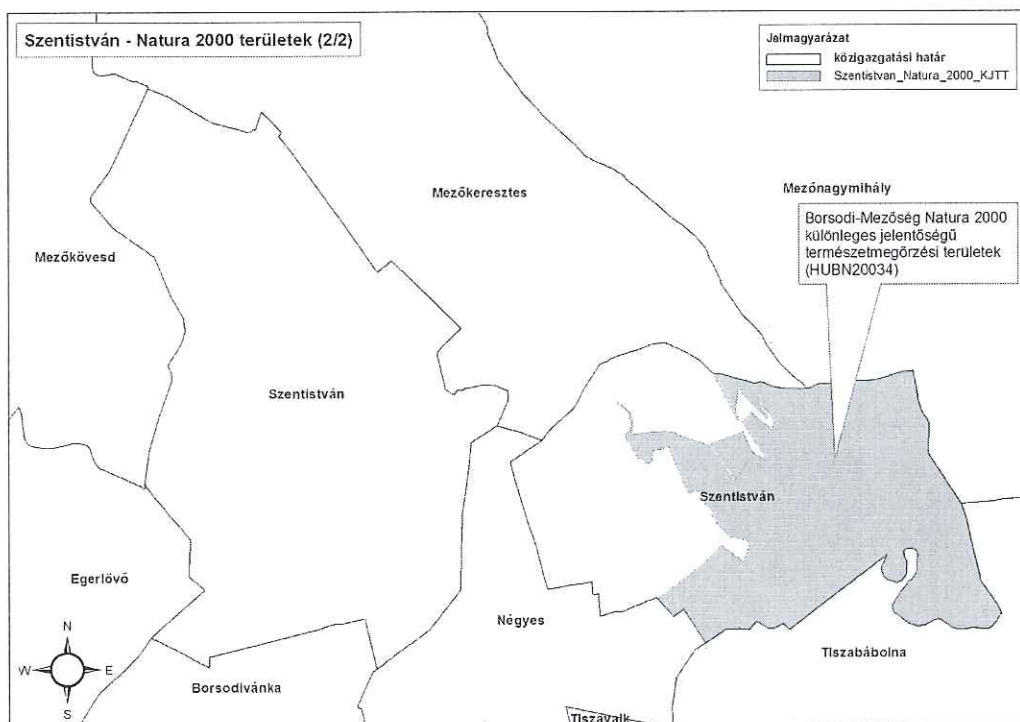 Szentistván - Natura 2000 területek (2/2)
Jelmagyarázat
közigazgatási határ
Szentistvan_Natura_2000_KJTT
Mezőkeresztes
Mezőnagymihály
Borsodi-Mezőség Natura 2000
különleges jelentőségű
természetmegőrzési területek
(HUBN20034)
Mezőkövesd
Szentistván
Szentistván
Egerlövő
Négyes
Tiszabábolna
Borsodivánka
Tiszavalk
N
W
E
S